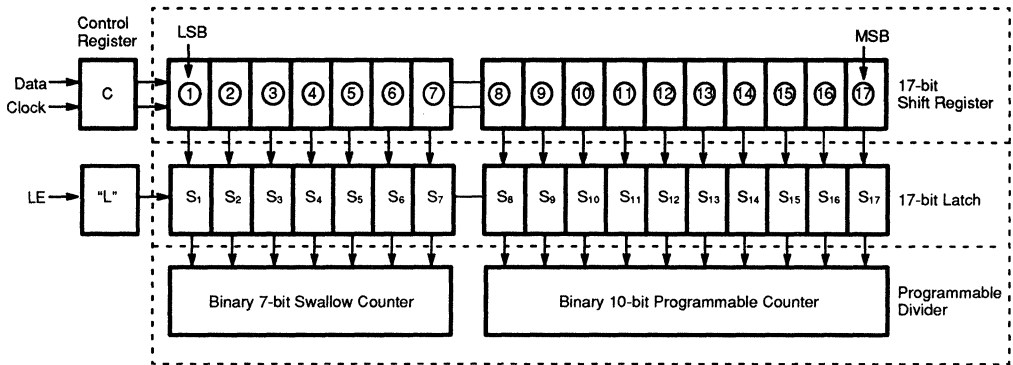 Control
Register
LSB
MSB
Data
Clock
C
1 2 3 4 5 6 7 8 9 10 11 12 13 14 15 16 17
17-bit
Shift Register
LE
"L"
S1 S2 S3 S4 S5 S6 S7 S8 S9 S10 S11 S12 S13 S14 S15 S16 S17
17-bit Latch
Binary 7-bit Swallow Counter
Binary 10-bit Programmable Counter
Programmable
Divider